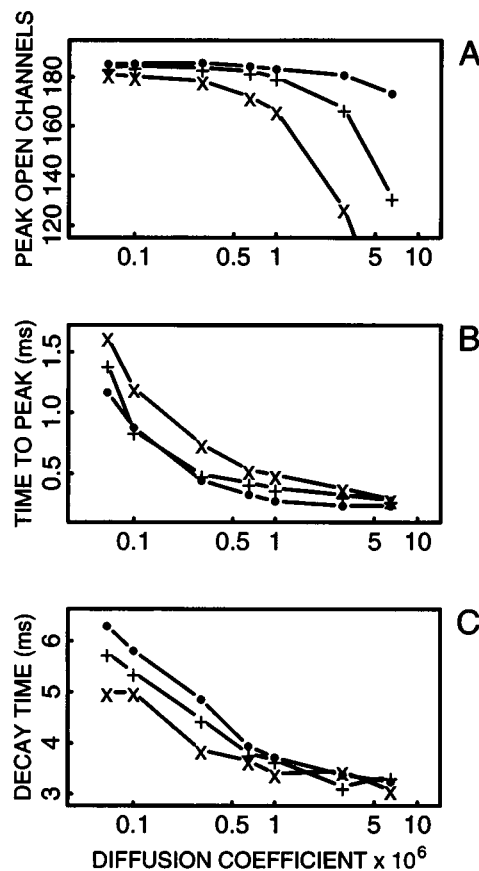 A
PEAK OPEN CHANNELS
180
160
140
120
0.1 0.5 1 5 10
B
TIME TO PEAK (ms)
1.5
1.0
0.5
0.1 0.5 1 5 10
C
DECAY TIME (ms)
6
5
4
3
0.1 0.5 1 5 10
DIFFUSION COEFFICIENT x 10⁶